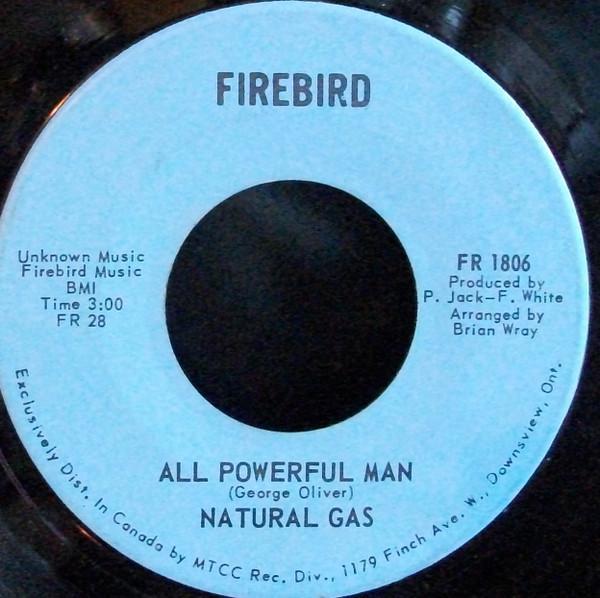 FIREBIRD
Unknown Music
Firebird Music
BMI
Time 3:00
FR 28
FR 1806
Produced by
P. Jack-F. White
Arranged by
Brian Wray
ALL POWERFUL MAN
(George Oliver)
NATURAL GAS
Exclusively Dist. In Canada by MTCC Rec. Div., 1179 Finch Ave. W., Downsview, Ont.